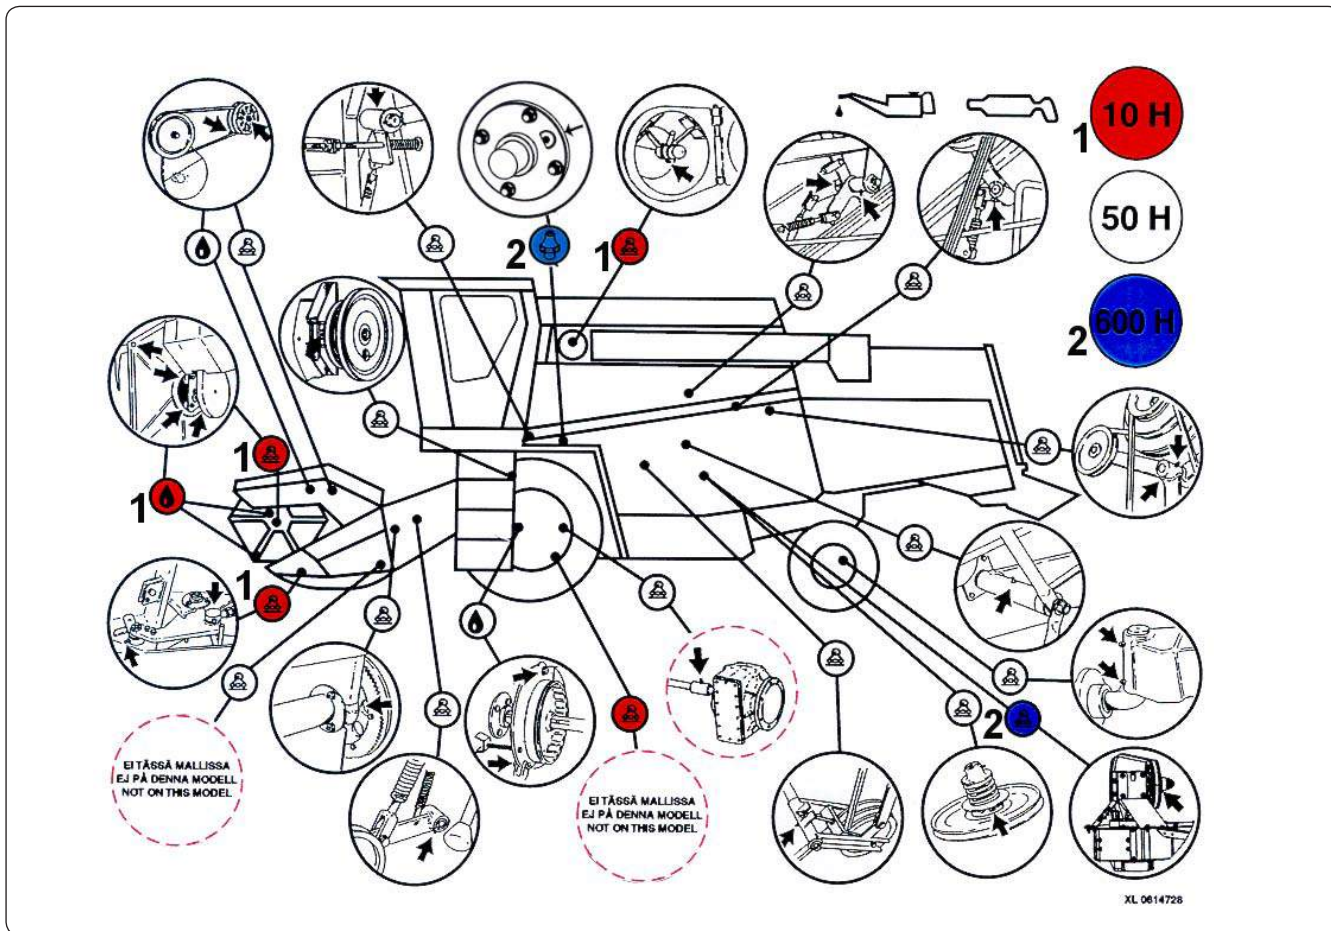 10 H
1
50 H
2
1
600 H
2
1
1
1
2
EI TÄSSÄ MALLISSA
EJ PÅ DENNA MODELL
NOT ON THIS MODEL
EI TÄSSÄ MALLISSA
EJ PÅ DENNA MODELL
NOT ON THIS MODEL
XL 0614728